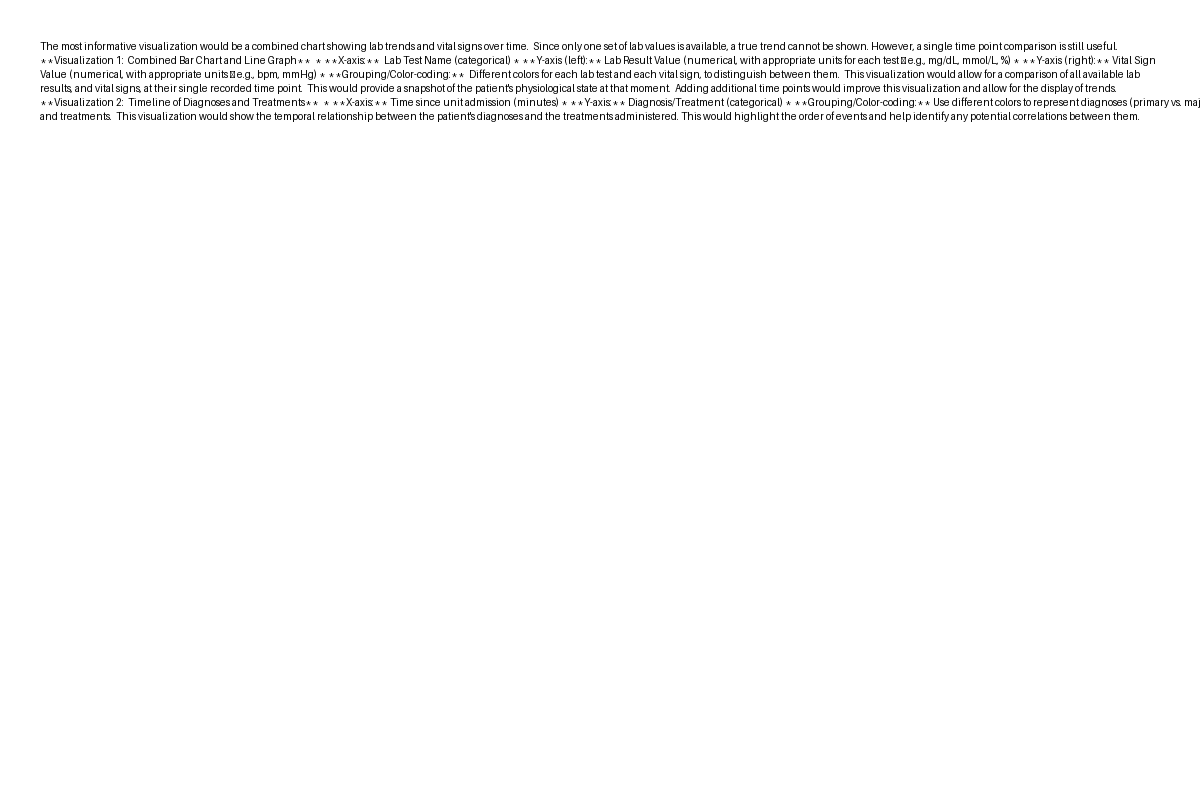 The most informative visualization would be a combined chart showing lab trends and vital signs over time.  Since only one set of lab values is available, a true trend cannot be shown. However, a single time point comparison is still useful.
**Visualization 1:  Combined Bar Chart and Line Graph**  * **X-axis:**  Lab Test Name (categorical) * **Y-axis (left):** Lab Result Value (numerical, with appropriate units for each test e.g., mg/dL, mmol/L, %) * **Y-axis (right):** Vital Sign
Value (numerical, with appropriate units e.g., bpm, mmHg) * **Grouping/Color-coding:**  Different colors for each lab test and each vital sign, to distinguish between them.  This visualization would allow for a comparison of all available lab
results, and vital signs, at their single recorded time point.  This would provide a snapshot of the patient's physiological state at that moment.  Adding additional time points would improve this visualization and allow for the display of trends.
**Visualization 2:  Timeline of Diagnoses and Treatments**  * **X-axis:** Time since unit admission (minutes) * **Y-axis:** Diagnosis/Treatment (categorical) * **Grouping/Color-coding:** Use different colors to represent diagnoses (primary vs.
and treatments.  This visualization would show the temporal relationship between the patient's diagnoses and the treatments administered. This would highlight the order of events and help identify any potential correlations between them.